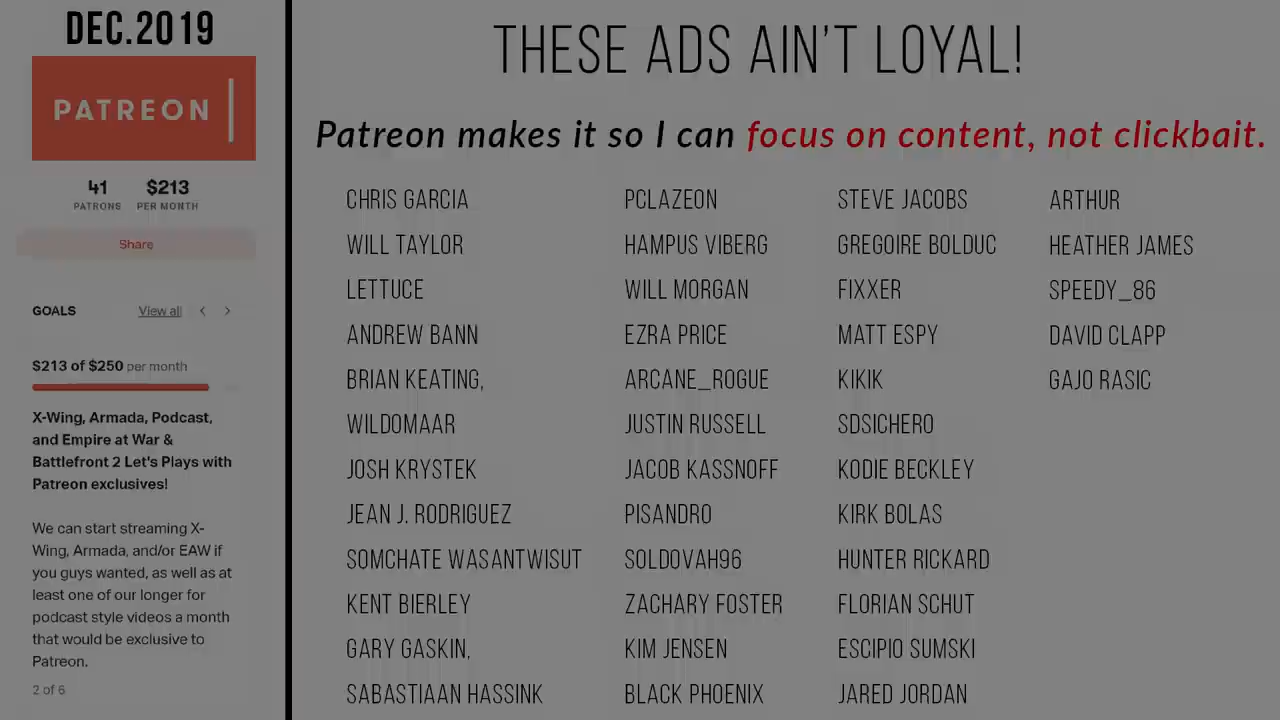 DEC.2019
PATREON
41 $213
PATRONS PER MONTH
Share
GOALS View all
$213 of $250 per month
X-Wing, Armada, Podcast,
and Empire at War &
Battlefront 2 Let's Plays with
Patreon exclusives!
We can start streaming X-
Wing, Armada, and/or EAW if
you guys wanted, as well as at
least one of our longer for
podcast style videos a month
that would be exclusive to
Patreon.
2 of 6
THESE ADS AIN'T LOYAL!
Patreon makes it so I can focus on content, not clickbait.
CHRIS GARCIA
WILL TAYLOR
LETTUCE
ANDREW BANN
BRIAN KEATING,
WILDOMAAR
JOSH KRYSTEK
JEAN J. RODRIGUEZ
SOMCHATE WASANTWISUT
KENT BIERLEY
GARY GASKIN,
SABASTIAAN HASSINK
PCLAZEON
HAMPUS VIBERG
WILL MORGAN
EZRA PRICE
ARCANE_ROGUE
JUSTIN RUSSELL
JACOB KASSNOFF
PISANDRO
SOLDOVAH96
ZACHARY FOSTER
KIM JENSEN
BLACK PHOENIX
STEVE JACOBS
GREGOIRE BOLDUC
FIXXER
MATT ESPY
KIKIK
SDSICHERO
KODIE BECKLEY
KIRK BOLAS
HUNTER RICKARD
FLORIAN SCHUT
ESCIPIO SUMSKI
JARED JORDAN
ARTHUR
HEATHER JAMES
SPEEDY_86
DAVID CLAPP
GAJO RASIC